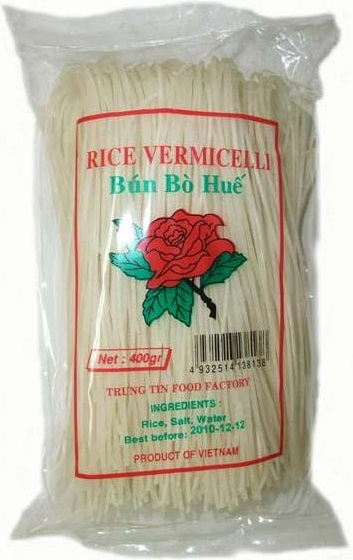 RICE VERMICELLI
Bún Bò Huế
Net : 400gr
4 932514 138138
TRUNG TIN FOOD FACTORY
INGREDIENTS :
Rice, Salt. Water
Best before: 2010-12-12
PRODUCT OF VIETNAM